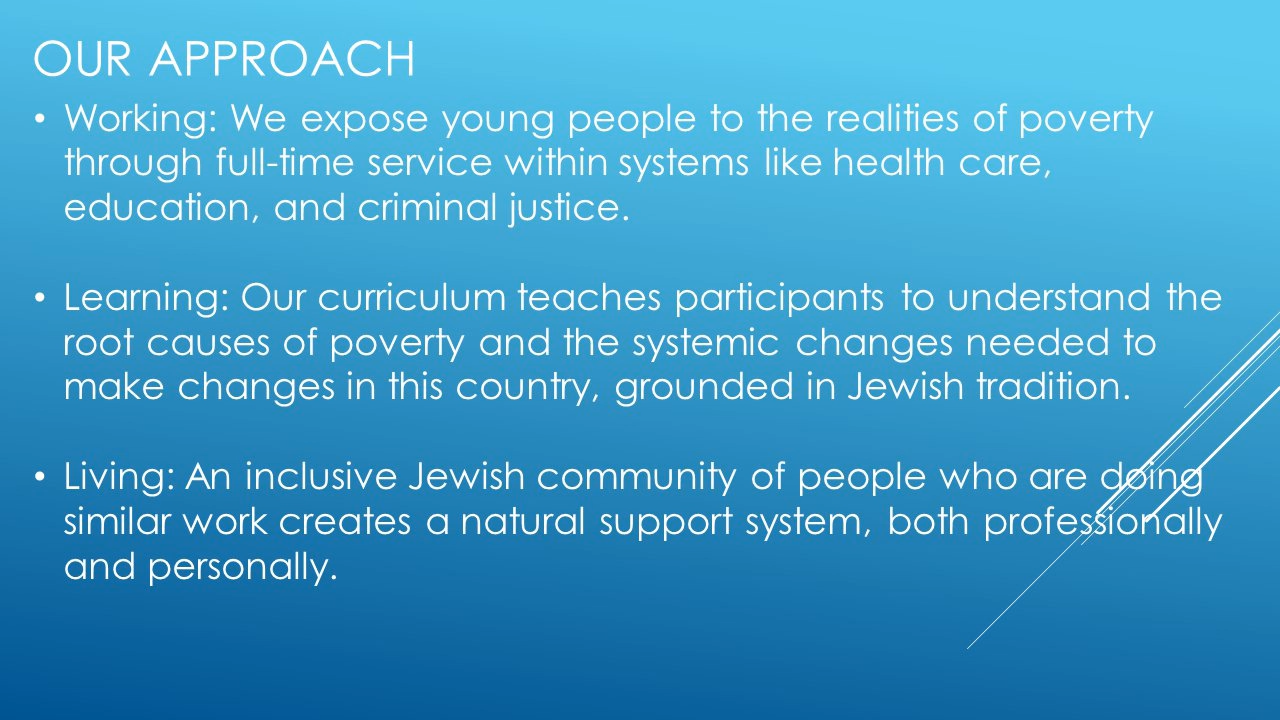 OUR APPROACH
• Working: We expose young people to the realities of poverty
through full-time service within systems like health care,
education, and criminal justice.
• Learning: Our curriculum teaches participants to understand the
root causes of poverty and the systemic changes needed to
make changes in this country, grounded in Jewish tradition.
• Living: An inclusive Jewish community of people who are doing
similar work creates a natural support system, both professionally
and personally.